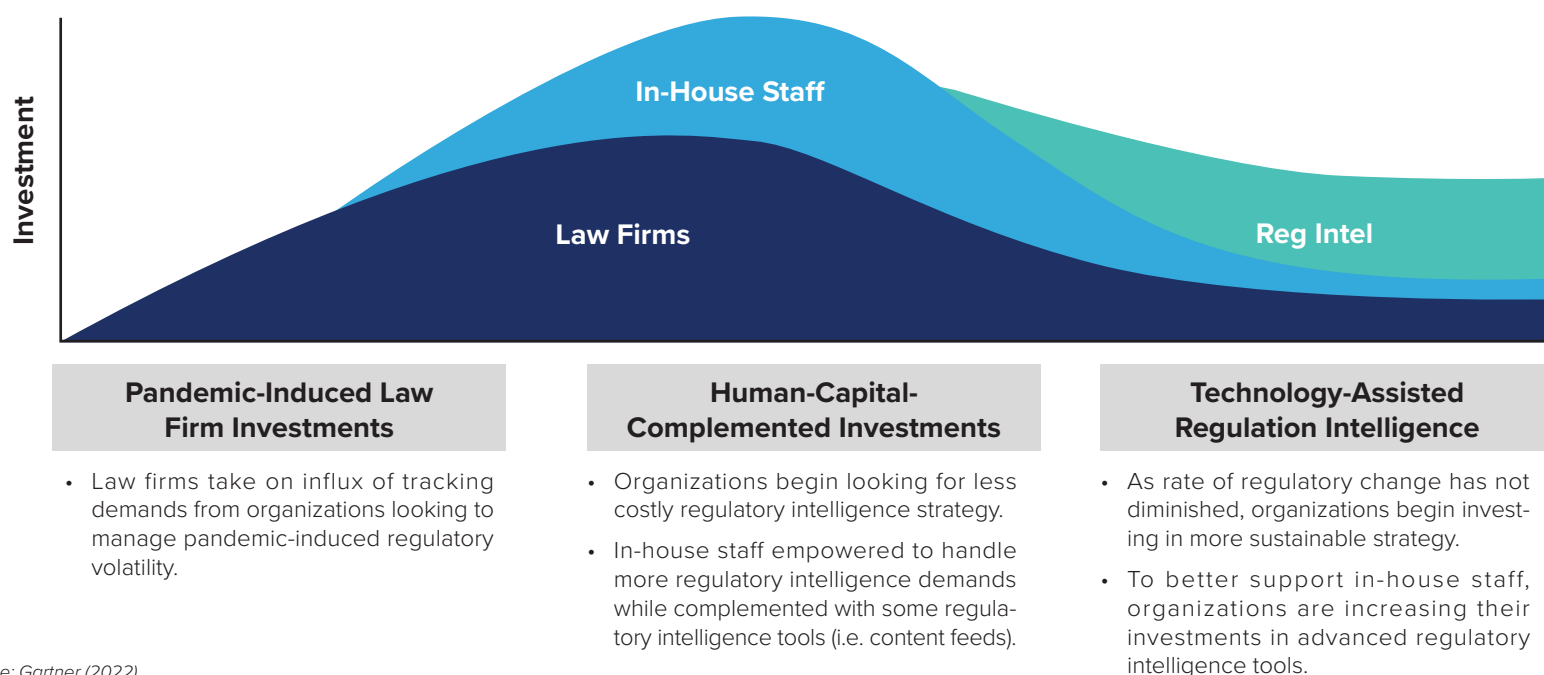 Investment
In-House Staff
Law Firms
Reg Intel
Pandemic-Induced Law
Firm Investments
• Law firms take on influx of tracking
demands from organizations looking to
manage pandemic-induced regulatory
volatility.
Human-Capital-
Complemented Investments
• Organizations begin looking for less
costly regulatory intelligence strategy.
• In-house staff empowered to handle
more regulatory intelligence demands
while complemented with some regula-
tory intelligence tools (i.e. content feeds).
Technology-Assisted
Regulation Intelligence
• As rate of regulatory change has not
diminished, organizations begin invest-
ing in more sustainable strategy.
• To better support in-house staff,
organizations are increasing their
investments in advanced regulatory
intelligence tools.
e: Gartner (2022)